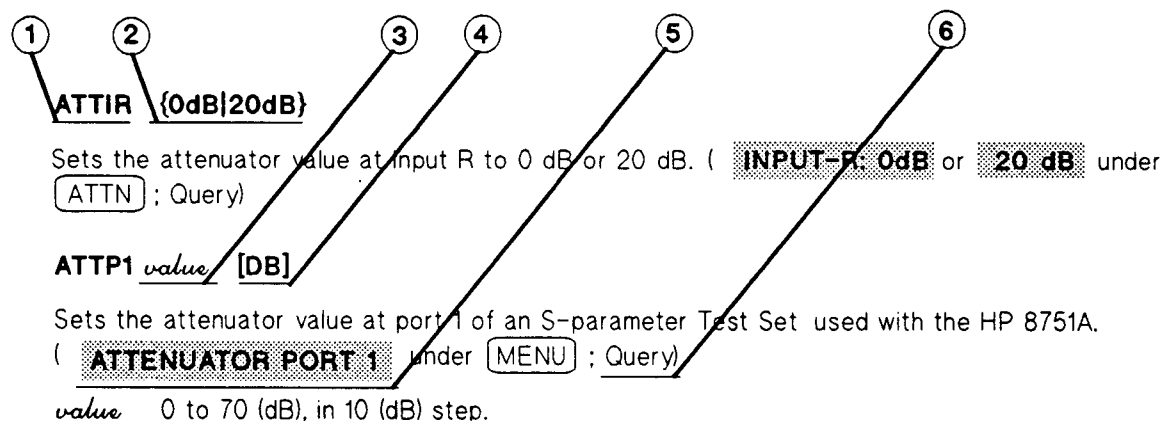 1 2 3 4 5 6
ATTIR {0dB|20dB}
Sets the attenuator value at input R to 0 dB or 20 dB. ( INPUT-R: 0dB or 20 dB under
ATTN ; Query)
ATTP1 value [DB]
Sets the attenuator value at port 1 of an S-parameter Test Set used with the HP 8751A.
( ATTENUATOR PORT 1 under MENU ; Query)
value 0 to 70 (dB), in 10 (dB) step.